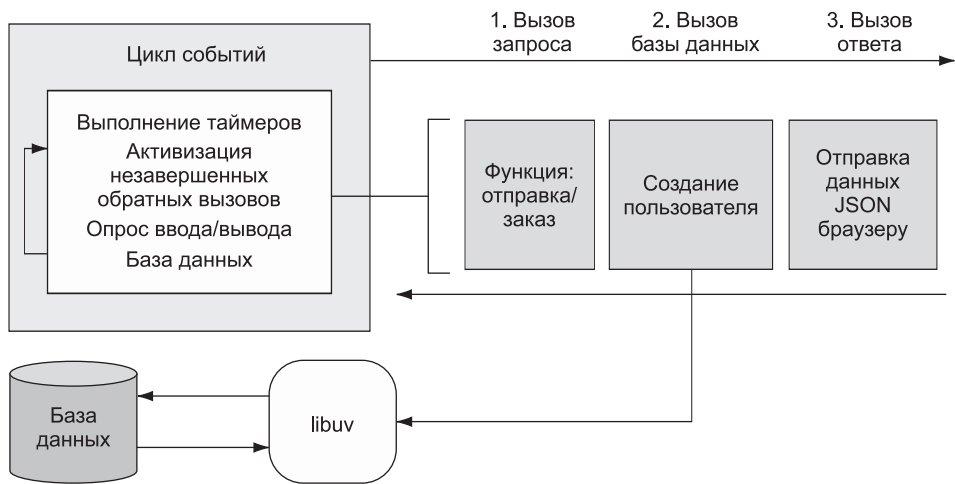 Цикл событий
Выполнение таймеров
Активизация
незавершенных
обратных вызовов
Опрос ввода/вывода
База данных
1. Вызов
запроса
2. Вызов
базы данных
3. Вызов
ответа
Функция:
отправка/
заказ
Создание
пользователя
Отправка
данных
JSON
браузеру
База
данных
libuv